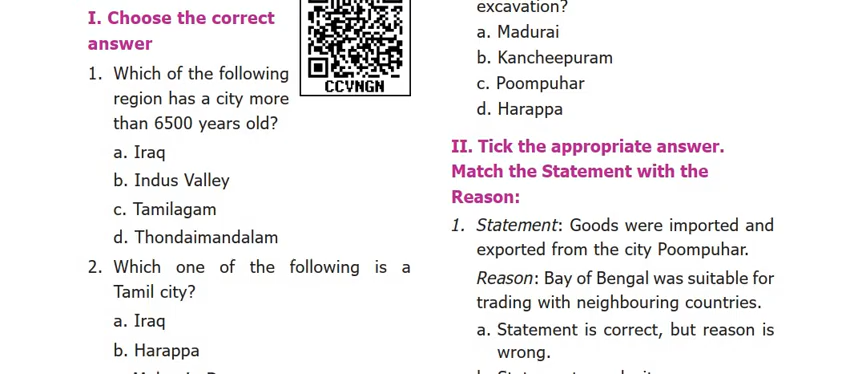 I. Choose the correct
answer
CCVNGN
1. Which of the following
region has a city more
than 6500 years old?
a. Iraq
b. Indus Valley
c. Tamilagam
d. Thondaimandalam
2. Which one of the following is a
Tamil city?
a. Iraq
b. Harappa
excavation?
a. Madurai
b. Kancheepuram
c. Poompuhar
d. Harappa
II. Tick the appropriate answer.
Match the Statement with the
Reason:
1. Statement: Goods were imported and
exported from the city Poompuhar.
Reason: Bay of Bengal was suitable for
trading with neighbouring countries.
a. Statement is correct, but reason is
wrong.